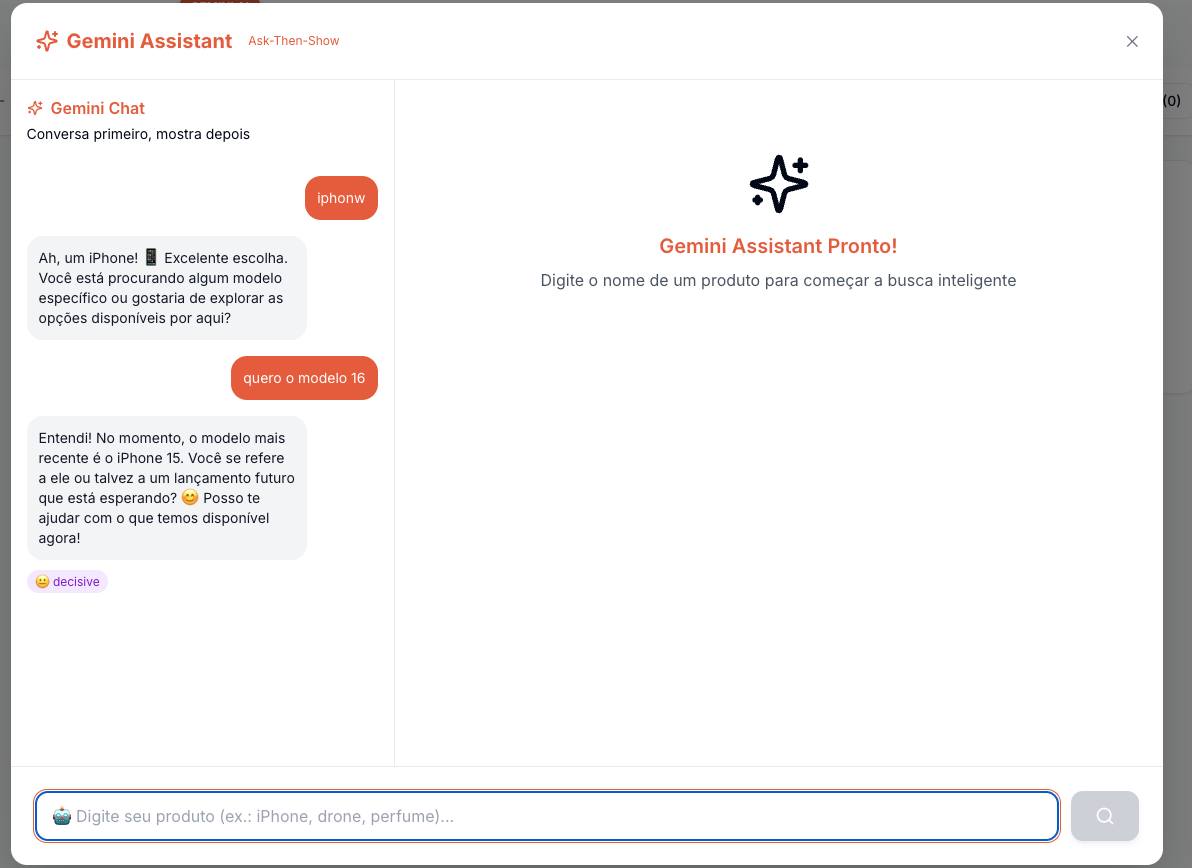 Gemini Assistant Ask-Then-Show
(0)
Gemini Chat
Conversa primeiro, mostra depois
iphonw
Ah, um iPhone! 📱 Excelente escolha.
Você está procurando algum modelo
específico ou gostaria de explorar as
opções disponíveis por aqui?
quero o modelo 16
Entendi! No momento, o modelo mais
recente é o iPhone 15. Você se refere
a ele ou talvez a um lançamento futuro
que está esperando? 😊 Posso te
ajudar com o que temos disponível
agora!
😐 decisive
Gemini Assistant Pronto!
Digite o nome de um produto para começar a busca inteligente
🤖 Digite seu produto (ex.: iPhone, drone, perfume)...